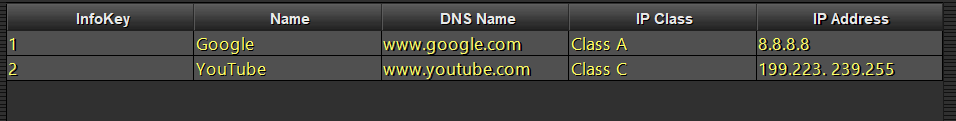 InfoKey Name DNS Name IP Class IP Address
1 Google www.google.com Class A 8.8.8.8
2 YouTube www.youtube.com Class C 199.223. 239.255